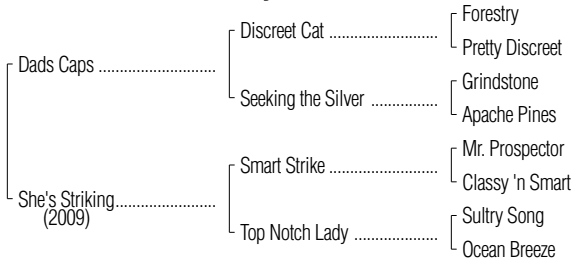 Forestry
Discreet Cat ......................
Pretty Discreet
Dads Caps ........................
Grindstone
Seeking the Silver ..............
Apache Pines
Mr. Prospector
Smart Strike ......................
Classy 'n Smart
She's Striking....................
(2009)
Sultry Song
Top Notch Lady .................
Ocean Breeze